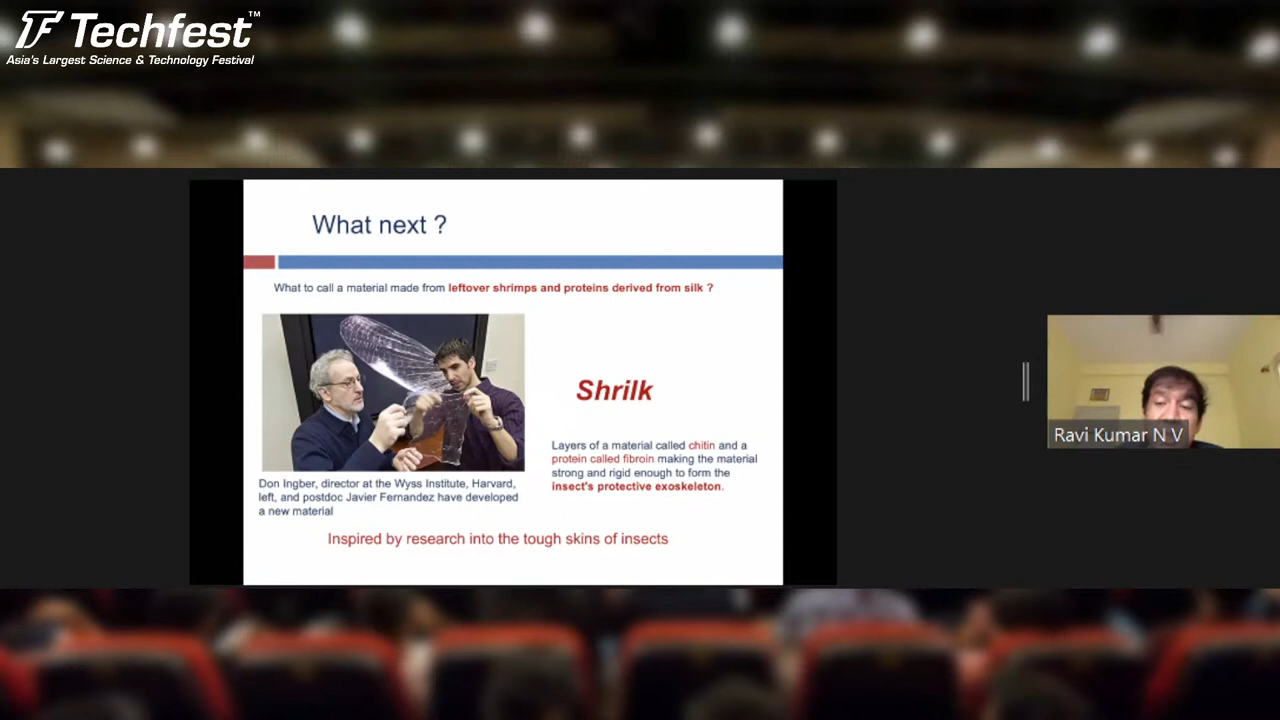 Techfest™
Asia's Largest Science & Technology Festival
What next ?
What to call a material made from leftover shrimps and proteins derived from silk ?
Shrilk
Layers of a material called chitin and a
protein called fibroin making the material
strong and rigid enough to form the
insect's protective exoskeleton.
Don Ingber, director at the Wyss Institute, Harvard,
left, and postdoc Javier Fernandez have developed
a new material
Inspired by research into the tough skins of insects
Ravi Kumar N V